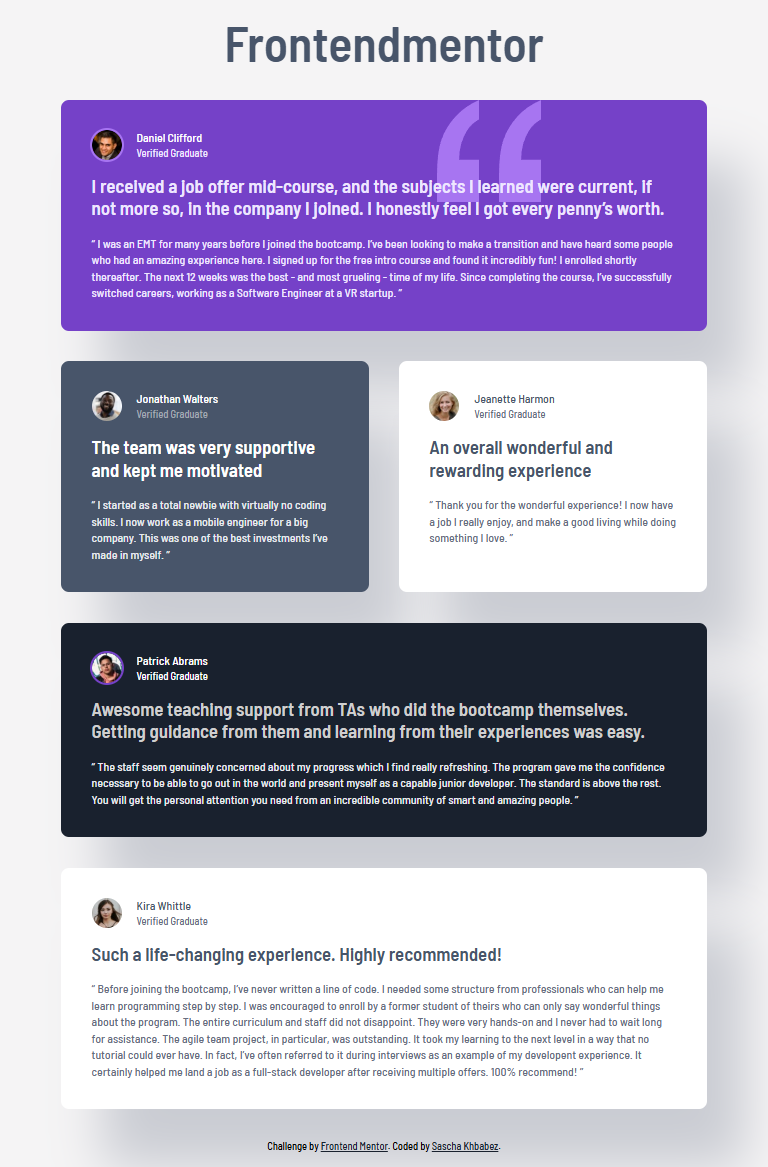 Frontendmentor
Daniel Clifford
Verified Graduate
I received a job offer mid-course, and the subjects I learned were current, if
not more so, in the company I joined. I honestly feel I got every penny’s worth.
“ I was an EMT for many years before I joined the bootcamp. I’ve been looking to make a transition and have heard some people
who had an amazing experience here. I signed up for the free intro course and found it incredibly fun! I enrolled shortly
thereafter. The next 12 weeks was the best - and most grueling - time of my life. Since completing the course, I’ve successfully
switched careers, working as a Software Engineer at a VR startup. ”
Jonathan Walters
Verified Graduate
The team was very supportive
and kept me motivated
“ I started as a total newbie with virtually no coding
skills. I now work as a mobile engineer for a big
company. This was one of the best investments I’ve
made in myself. ”
Jeanette Harmon
Verified Graduate
An overall wonderful and
rewarding experience
“ Thank you for the wonderful experience! I now have
a job I really enjoy, and make a good living while doing
something I love. ”
Patrick Abrams
Verified Graduate
Awesome teaching support from TAs who did the bootcamp themselves.
Getting guidance from them and learning from their experiences was easy.
“ The staff seem genuinely concerned about my progress which I find really refreshing. The program gave me the confidence
necessary to be able to go out in the world and present myself as a capable junior developer. The standard is above the rest.
You will get the personal attention you need from an incredible community of smart and amazing people. ”
Kira Whittle
Verified Graduate
Such a life-changing experience. Highly recommended!
“ Before joining the bootcamp, I’ve never written a line of code. I needed some structure from professionals who can help me
learn programming step by step. I was encouraged to enroll by a former student of theirs who can only say wonderful things
about the program. The entire curriculum and staff did not disappoint. They were very hands-on and I never had to wait long
for assistance. The agile team project, in particular, was outstanding. It took my learning to the next level in a way that no
tutorial could ever have. In fact, I’ve often referred to it during interviews as an example of my developent experience. It
certainly helped me land a job as a full-stack developer after receiving multiple offers. 100% recommend! ”
Challenge by Frontend Mentor. Coded by Sascha Khbabez.